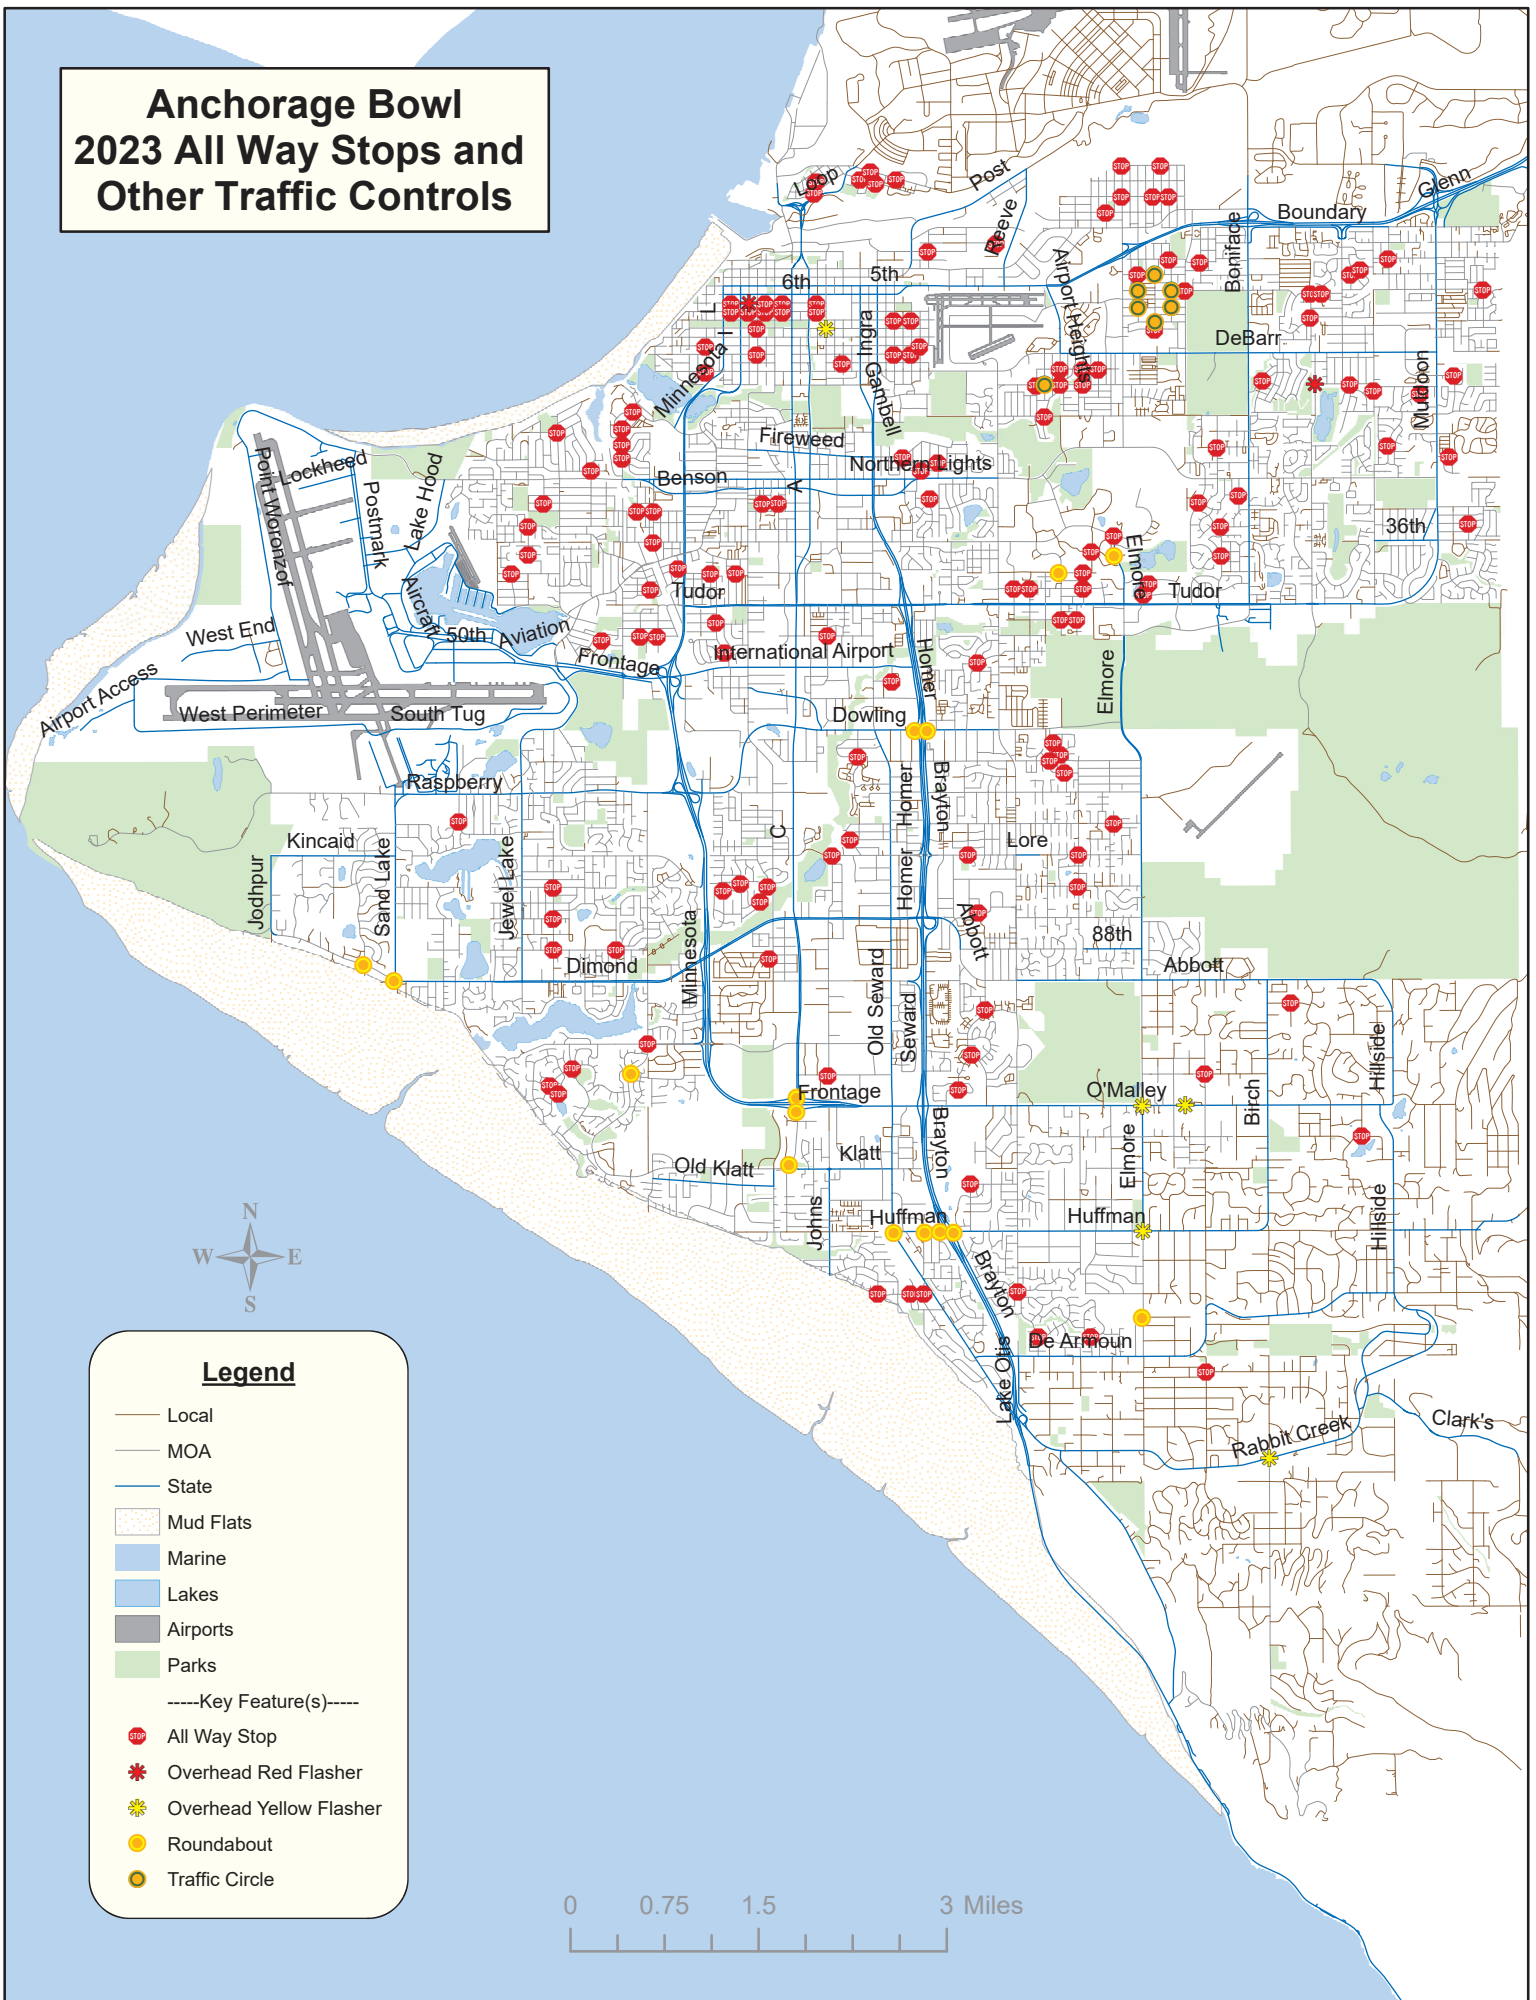 Anchorage Bowl
2023 All Way Stops and
Other Traffic Controls
Loop
Post
Reeve
Glenn
Boundary
Boniface
Airport Heights
5th
6th
L
I
Ingra
Gambell
Minnesota
DeBarr
Muldoon
Fireweed
Northern Lights
Benson
A
36th
Point Woronzof
Lockheed
Postmark
Lake Hood
Aircraft
Elmore
Tudor
Tudor
West End
50th
Aviation
Frontage
International Airport
Homer
Airport Access
West Perimeter
South Tug
Elmore
Dowling
Raspberry
Homer
Brayton
C
Kincaid
Lore
Jodhpur
Sand Lake
Jewel Lake
Homer
Minnesota
Abbott
88th
Dimond
Abbott
Old Seward
Seward
Hillside
Frontage
O'Malley
Birch
Brayton
Elmore
Klatt
Old Klatt
Johns
Huffman
Huffman
Hillside
Brayton
De Armoun
Lake Otis
Rabbit Creek
Clark's
N
W
E
S
Legend
Local
MOA
State
Mud Flats
Marine
Lakes
Airports
Parks
-----Key Feature(s)-----
STOP All Way Stop
Overhead Red Flasher
Overhead Yellow Flasher
Roundabout
Traffic Circle
0 0.75 1.5 3 Miles